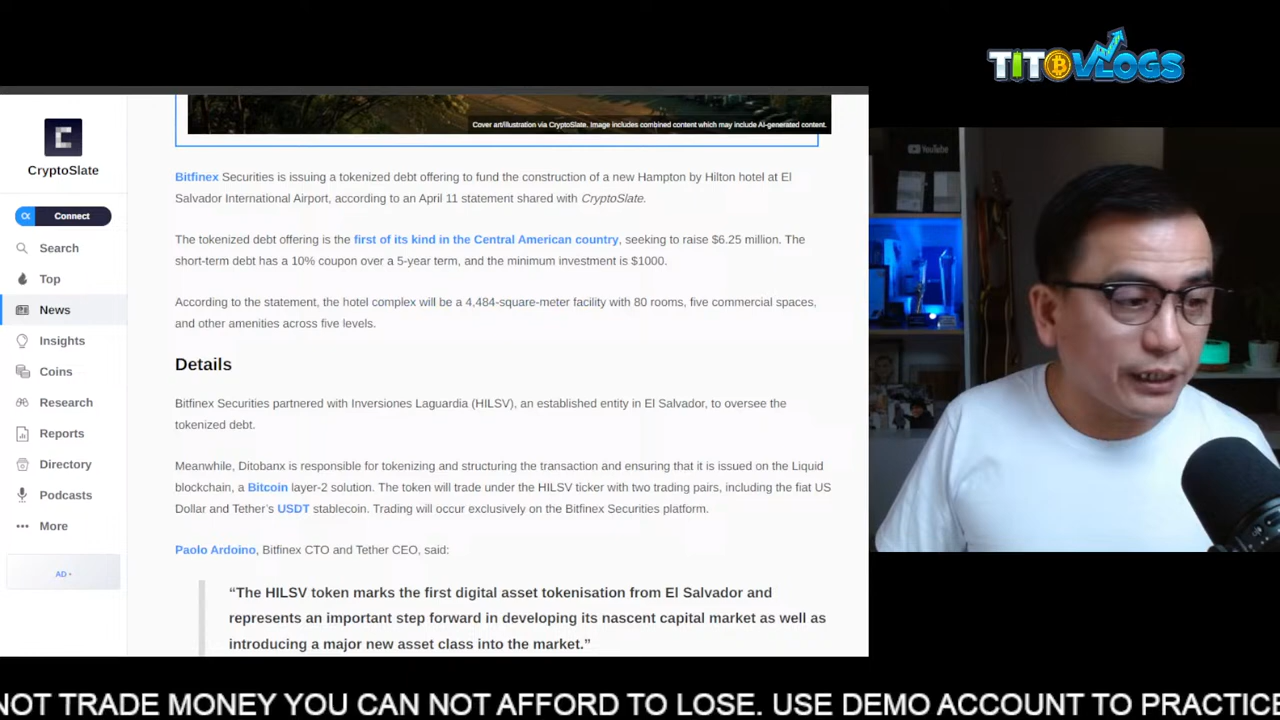 TITOVLOGS
YouTube
Cover art/illustration via CryptoSlate. Image includes combined content which may include AI-generated content.
CryptoSlate
Connect
Search
Top
News
Insights
Coins
Research
Reports
Directory
Podcasts
More
AD
Bitfinex Securities is issuing a tokenized debt offering to fund the construction of a new Hampton by Hilton hotel at El
Salvador International Airport, according to an April 11 statement shared with CryptoSlate.
The tokenized debt offering is the first of its kind in the Central American country, seeking to raise $6.25 million. The
short-term debt has a 10% coupon over a 5-year term, and the minimum investment is $1000.
According to the statement, the hotel complex will be a 4,484-square-meter facility with 80 rooms, five commercial spaces,
and other amenities across five levels.
Details
Bitfinex Securities partnered with Inversiones Laguardia (HILSV), an established entity in El Salvador, to oversee the
tokenized debt.
Meanwhile, Ditobanx is responsible for tokenizing and structuring the transaction and ensuring that it is issued on the Liquid
blockchain, a Bitcoin layer-2 solution. The token will trade under the HILSV ticker with two trading pairs, including the fiat US
Dollar and Tether's USDT stablecoin. Trading will occur exclusively on the Bitfinex Securities platform.
Paolo Ardoino, Bitfinex CTO and Tether CEO, said:
“The HILSV token marks the first digital asset tokenisation from El Salvador and
represents an important step forward in developing its nascent capital market as well as
introducing a major new asset class into the market.”
NOT TRADE MONEY YOU CAN NOT AFFORD TO LOSE. USE DEMO ACCOUNT TO PRACTICE